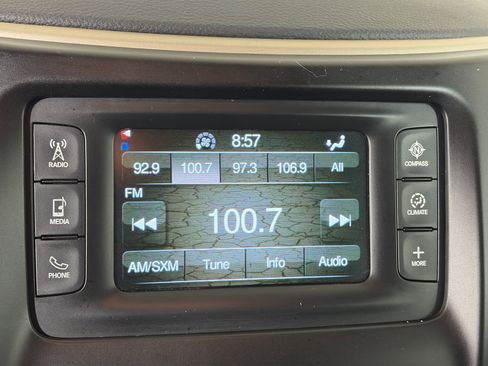 8:57
92.9 100.7 97.3 106.9 All
FM
100.7
AM/SXM Tune Info Audio
RADIO
MEDIA
PHONE
COMPASS
CLIMATE
MORE